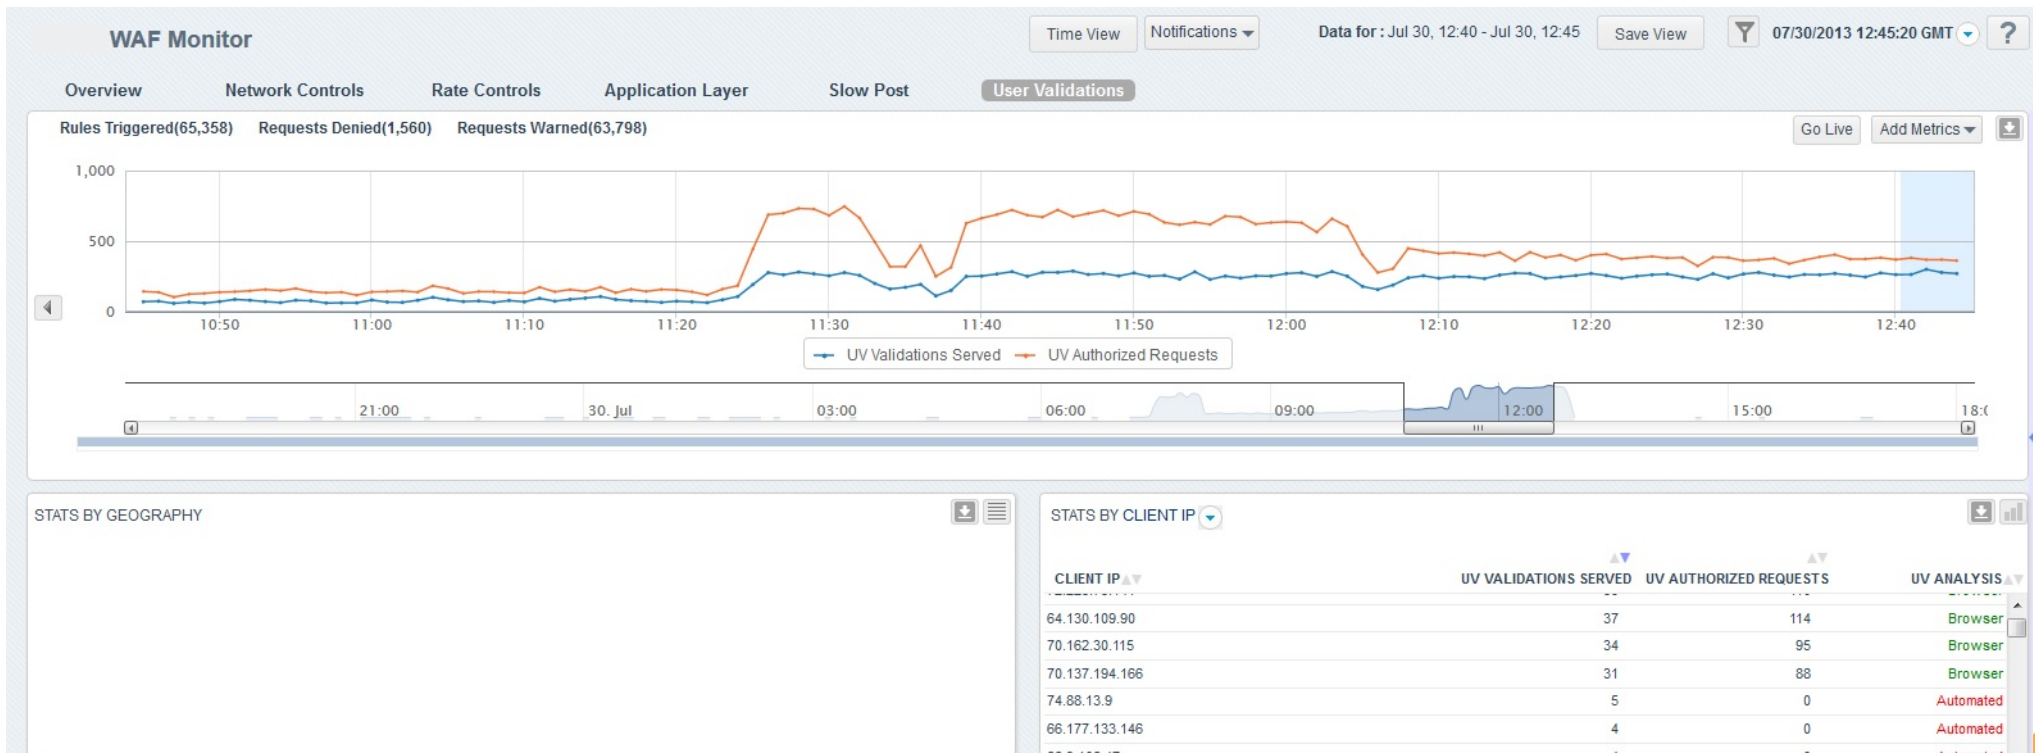 WAF Monitor
Time View
Notifications
Data for : Jul 30, 12:40 - Jul 30, 12:45
Save View
07/30/2013 12:45:20 GMT
?
Overview
Network Controls
Rate Controls
Application Layer
Slow Post
User Validations
Rules Triggered(65,358)
Requests Denied(1,560)
Requests Warned(63,798)
Go Live
Add Metrics
1,000
500
0
10:50
11:00
11:10
11:20
11:30
11:40
11:50
12:00
12:10
12:20
12:30
12:40
UV Validations Served
UV Authorized Requests
21:00
30. Jul
03:00
06:00
09:00
12:00
15:00
18:
STATS BY GEOGRAPHY
STATS BY CLIENT IP
CLIENT IP UV VALIDATIONS SERVED UV AUTHORIZED REQUESTS UV ANALYSIS
64.130.109.90 37 114 Browser
70.162.30.115 34 95 Browser
70.137.194.166 31 88 Browser
74.88.13.9 5 0 Automated
66.177.133.146 4 0 Automated